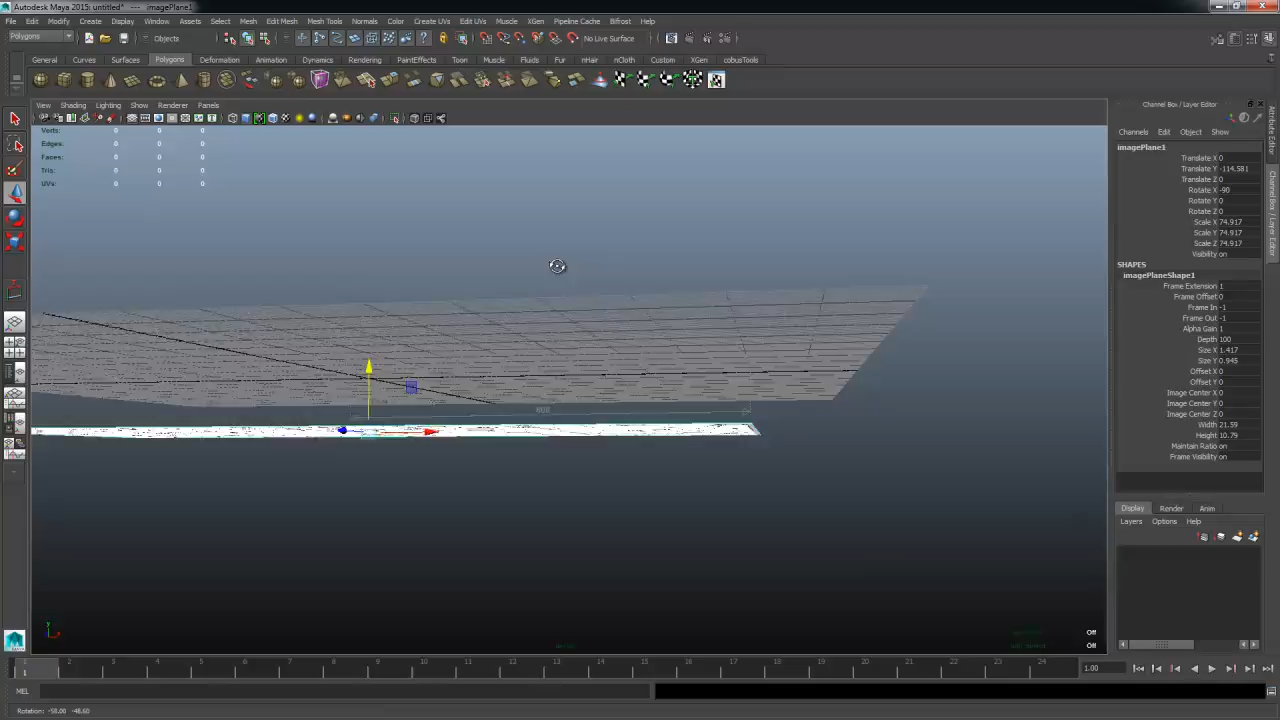 Autodesk Maya 2015: untitled* --- imagePlane1
File Edit Modify Create Display Window Assets Select Mesh Edit Mesh Mesh Tools Normals Color Create UVs Edit UVs Muscle XGen Pipeline Cache Bifrost Help
Polygons Objects No Live Surface
General Curves Surfaces Polygons Deformation Animation Dynamics Rendering PaintEffects Toon Muscle Fluids Fur nHair nCloth Custom XGen cobusTools
View Shading Lighting Show Renderer Panels
Verts: 0 0 0
Edges: 0 0 0
Faces: 0 0 0
Tris: 0 0 0
UVs: 0 0 0
800
y
x
Off
Off
Channel Box / Layer Editor
Channels Edit Object Show
imagePlane1
Translate X 0
Translate Y -114.581
Translate Z 0
Rotate X -90
Rotate Y 0
Rotate Z 0
Scale X 74.917
Scale Y 74.917
Scale Z 74.917
Visibility on
SHAPES
imagePlaneShape1
Frame Extension 1
Frame Offset 0
Frame In -1
Frame Out -1
Alpha Gain 1
Depth 100
Size X 1.417
Size Y 0.945
Offset X 0
Offset Y 0
Image Center X 0
Image Center Y 0
Image Center Z 0
Width 21.59
Height 10.79
Maintain Ratio on
Frame Visibility on
Display Render Anim
Layers Options Help
Attribute Editor
Channel Box / Layer Editor
1 2 3 4 5 6 7 8 9 10 11 12 13 14 15 16 17 18 19 20 21 22 23 24
1
1.00
MEL
Rotation: -58.00 -48.60